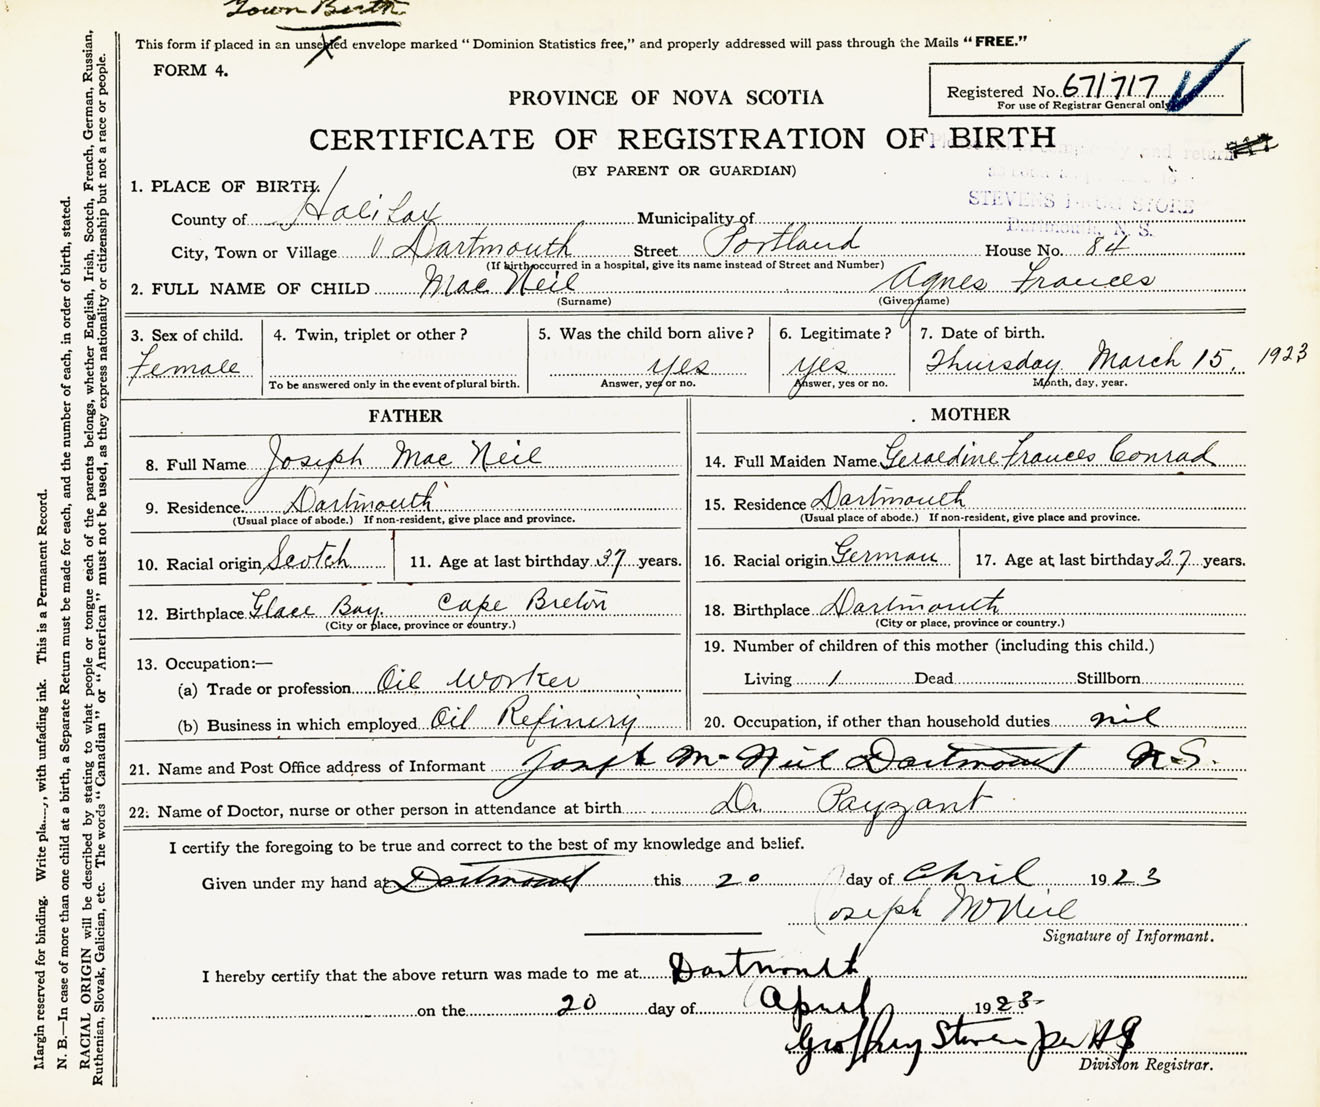 Town Birth
This form if placed in an unsealed envelope marked "Dominion Statistics free," and properly addressed will pass through the Mails "FREE."
FORM 4.
Registered No. 671717
For use of Registrar General only
PROVINCE OF NOVA SCOTIA
CERTIFICATE OF REGISTRATION OF BIRTH
(BY PARENT OR GUARDIAN)
and return
STEVENS DRUG STORE
Dartmouth, N. S.
1. PLACE OF BIRTH.
County of Halifax Municipality of
City, Town or Village " Dartmouth Street Portland House No. 84
(If birth occurred in a hospital, give its name instead of Street and Number)
2. FULL NAME OF CHILD Mac Neil Agnes Frances
(Surname) (Given name)
3. Sex of child. 4. Twin, triplet or other? 5. Was the child born alive? 6. Legitimate? 7. Date of birth.
Female yes yes Thursday March 15, 1923
To be answered only in the event of plural birth. Answer, yes or no. Answer, yes or no. Month, day, year.
FATHER
8. Full Name Joseph Mac Neil
9. Residence. Dartmouth
(Usual place of abode.) If non-resident, give place and province.
10. Racial origin Scotch 11. Age at last birthday 37 years.
12. Birthplace Glace Bay. Cape Breton
(City or place, province or country.)
13. Occupation:—
(a) Trade or profession Oil Worker
(b) Business in which employed Oil Refinery
MOTHER
14. Full Maiden Name Geraldine Frances Conrad
15. Residence Dartmouth
(Usual place of abode.) If non-resident, give place and province.
16. Racial origin German 17. Age at last birthday 27 years.
18. Birthplace Dartmouth
(City or place, province or country.)
19. Number of children of this mother (including this child.)
Living 1 Dead Stillborn
20. Occupation, if other than household duties nil
21. Name and Post Office address of Informant Joseph Mc Neil Dartmouth N.S.
22. Name of Doctor, nurse or other person in attendance at birth Dr. Payzant
I certify the foregoing to be true and correct to the best of my knowledge and belief.
Given under my hand at Dartmouth this 20 day of April 1923
Joseph McNeil
Signature of Informant.
I hereby certify that the above return was made to me at Dartmouth
on the 20 day of April 1923
Geoffrey Stevens per
Division Registrar.
Margin reserved for binding. Write with unfading ink. This is a Permanent Record.
N. B.—In case of more than one child at a birth, a Separate Return must be made for each, and the number of each, in order of birth, stated.
RACIAL ORIGIN will be described by stating to what people or tongue each of the parents belongs, whether English, Irish, Scotch, French, German, Russian,
Ruthenian, Slovak, Galician, etc. The words "Canadian" or "American" must not be used, as they express nationality or citizenship but not a race or people.